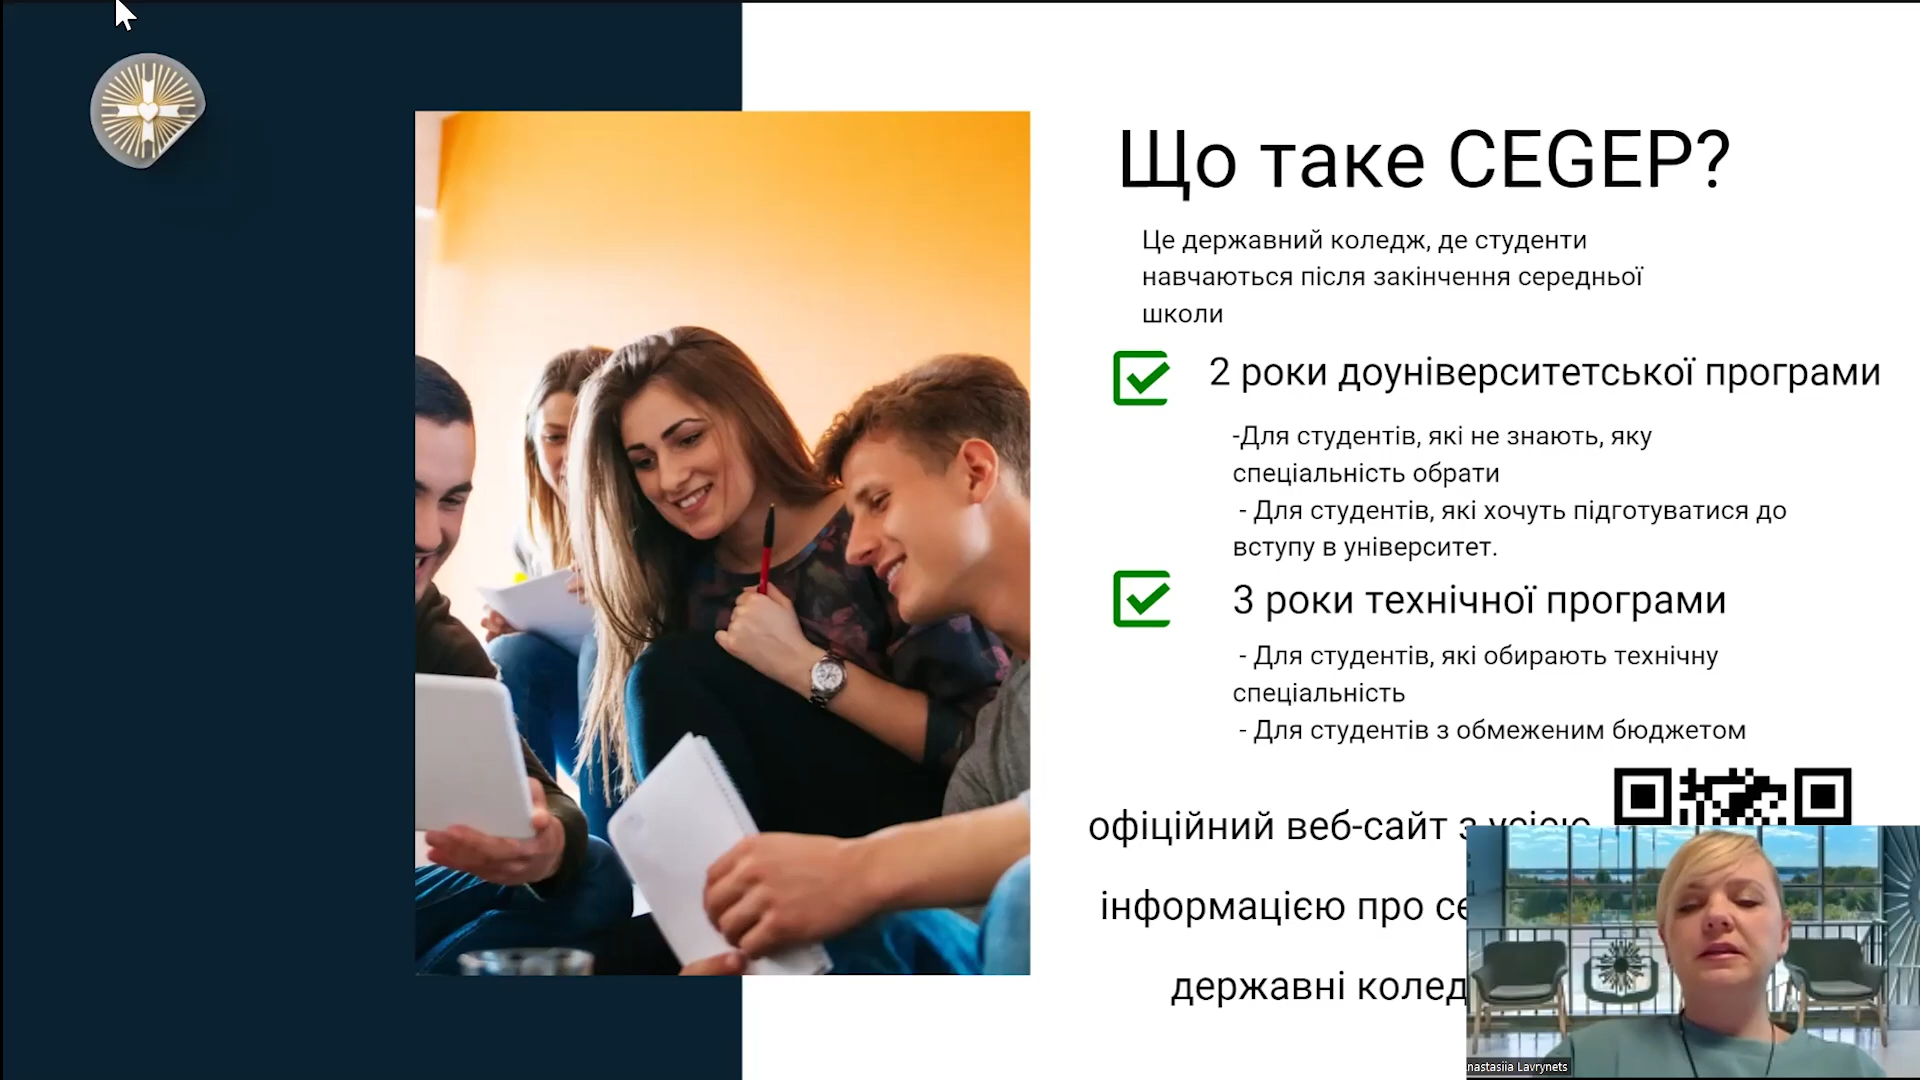 Що таке CEGEP?
Це державний коледж, де студенти
навчаються після закінчення середньої
школи
2 роки доуніверситетської програми
-Для студентів, які не знають, яку
спеціальність обрати
- Для студентів, які хочуть підготуватися до
вступу в університет.
3 роки технічної програми
- Для студентів, які обирають технічну
спеціальність
- Для студентів з обмеженим бюджетом
офіційний веб-сайт з усією
інформацією про
державні
Lavrynets